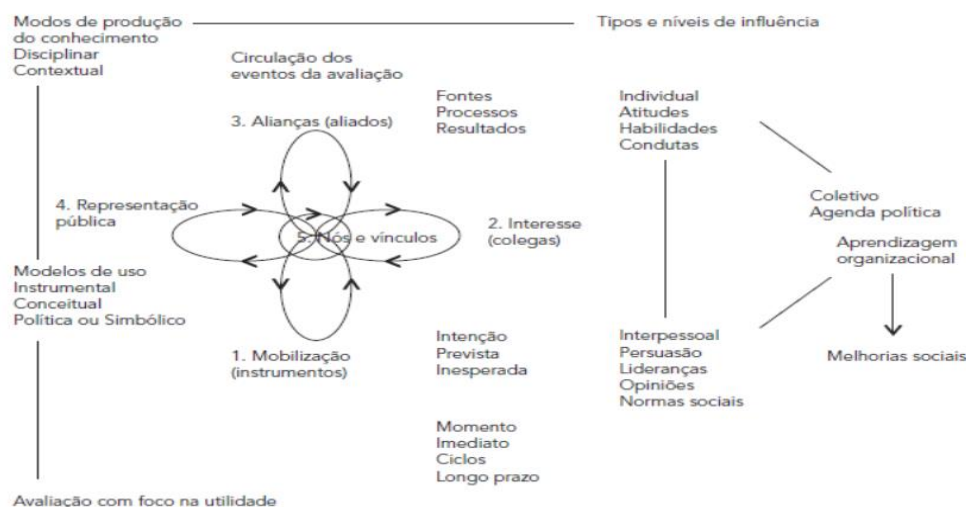 Modos de produção
do conhecimento
Disciplinar
Contextual
Tipos e níveis de influência
Circulação dos
eventos da avaliação
Fontes
Processos
Resultados
Individual
Atitudes
Habilidades
Condutas
3. Alianças (aliados)
4. Representação
pública
5. Nós e vínculos
2. Interesse
(colegas)
Coletivo
Agenda política
Aprendizagem
organizacional
Modelos de uso
Instrumental
Conceitual
Política ou Simbólico
1. Mobilização
(instrumentos)
Intenção
Prevista
Inesperada
Interpessoal
Persuasão
Lideranças
Opiniões
Normas sociais
Melhorias sociais
Momento
Imediato
Ciclos
Longo prazo
Avaliação com foco na utilidade